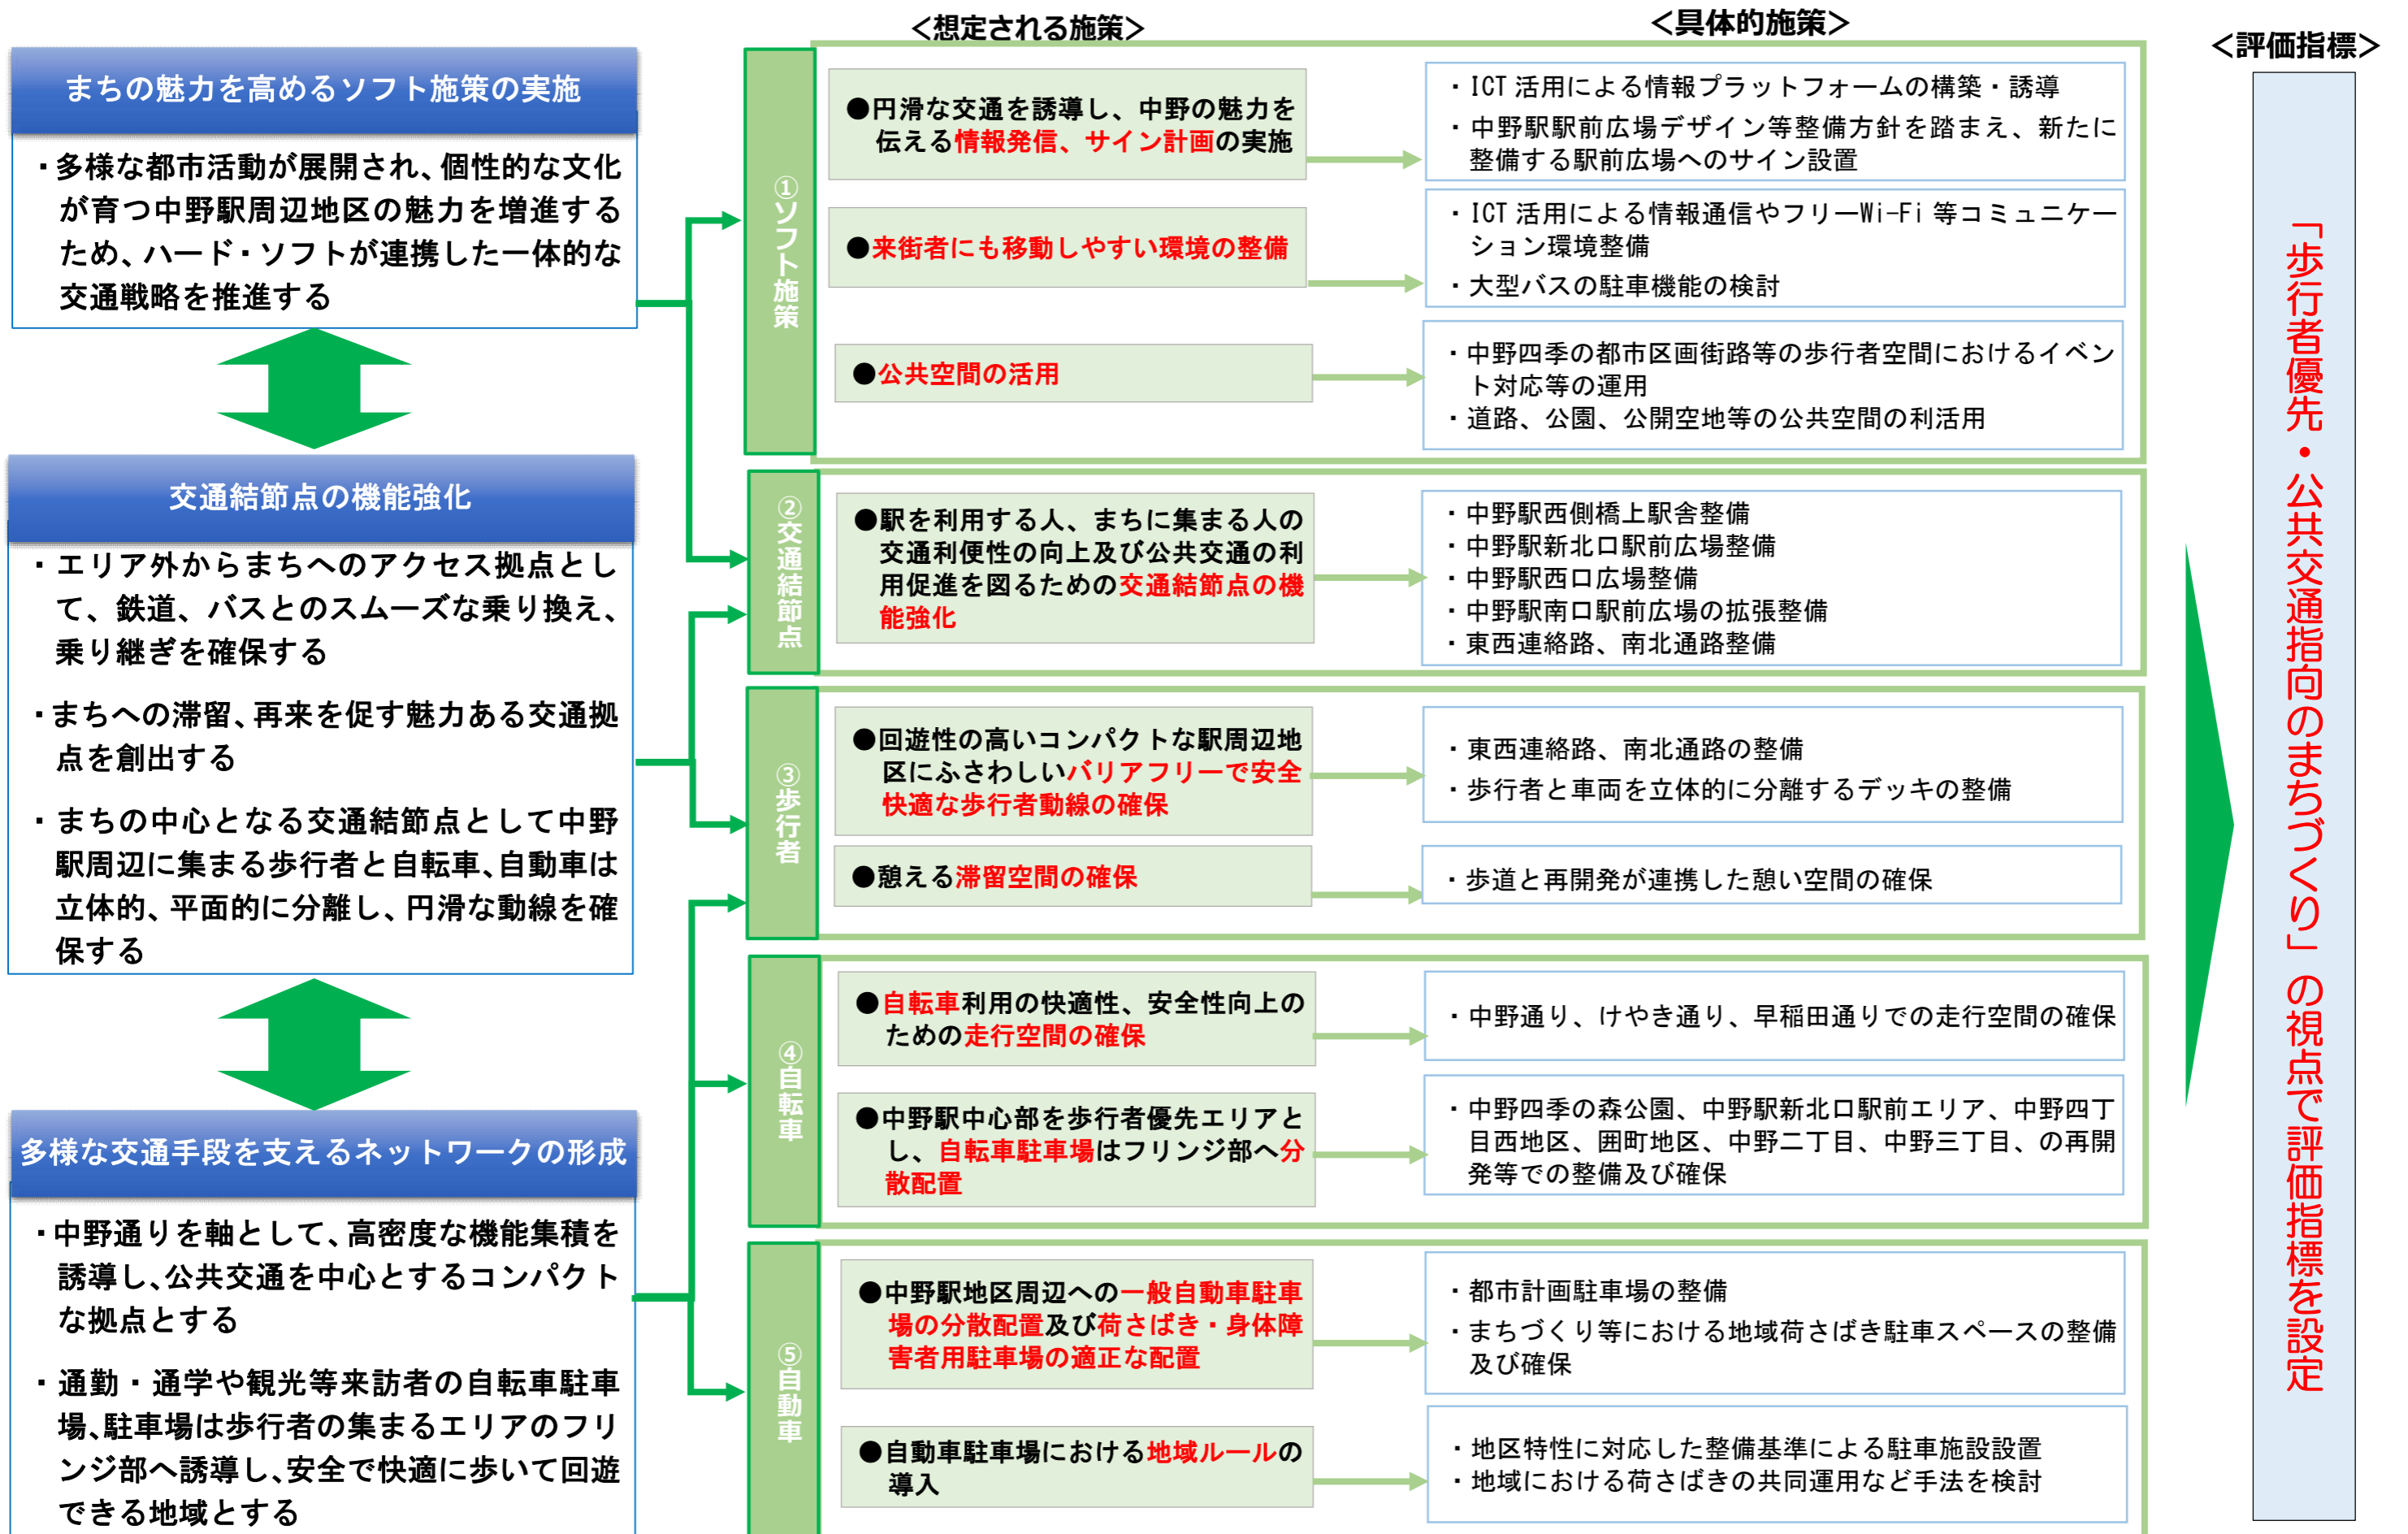 <想定される施策>
<具体的施策>
<評価指標>
まちの魅力を高めるソフト施策の実施
・多様な都市活動が展開され、個性的な文化
が育つ中野駅周辺地区の魅力を増進する
ため、ハード・ソフトが連携した一体的な
交通戦略を推進する
交通結節点の機能強化
・エリア外からまちへのアクセス拠点とし
て、鉄道、バスとのスムーズな乗り換え、
乗り継ぎを確保する
・まちへの滞留、再来を促す魅力ある交通拠
点を創出する
・まちの中心となる交通結節点として中野
駅周辺に集まる歩行者と自転車、自動車は
立体的、平面的に分離し、円滑な動線を確
保する
多様な交通手段を支えるネットワークの形成
・中野通りを軸として、高密度な機能集積を
誘導し、公共交通を中心とするコンパクト
な拠点とする
・通勤・通学や観光等来訪者の自転車駐車
場、駐車場は歩行者の集まるエリアのフリ
ンジ部へ誘導し、安全で快適に歩いて回遊
できる地域とする
①ソフト施策
●円滑な交通を誘導し、中野の魅力を
伝える情報発信、サイン計画の実施
・ICT 活用による情報プラットフォームの構築・誘導
・中野駅駅前広場デザイン等整備方針を踏まえ、新たに
整備する駅前広場へのサイン設置
●来街者にも移動しやすい環境の整備
・ICT 活用による情報通信やフリーWi-Fi 等コミュニケー
ション環境整備
・大型バスの駐車機能の検討
●公共空間の活用
・中野四季の都市区画街路等の歩行者空間におけるイベン
ト対応等の運用
・道路、公園、公開空地等の公共空間の利活用
②交通結節点
●駅を利用する人、まちに集まる人の
交通利便性の向上及び公共交通の利
用促進を図るための交通結節点の機
能強化
・中野駅西側橋上駅舎整備
・中野駅新北口駅前広場整備
・中野駅西口広場整備
・中野駅南口駅前広場の拡張整備
・東西連絡路、南北通路整備
③歩行者
●回遊性の高いコンパクトな駅周辺地
区にふさわしいバリアフリーで安全
快適な歩行者動線の確保
・東西連絡路、南北通路の整備
・歩行者と車両を立体的に分離するデッキの整備
●憩える滞留空間の確保
・歩道と再開発が連携した憩い空間の確保
④自転車
●自転車利用の快適性、安全性向上の
ための走行空間の確保
・中野通り、けやき通り、早稲田通りでの走行空間の確保
●中野駅中心部を歩行者優先エリアと
し、自転車駐車場はフリンジ部へ分
散配置
・中野四季の森公園、中野駅新北口駅前エリア、中野四丁
目西地区、囲町地区、中野二丁目、中野三丁目、の再開
発等での整備及び確保
⑤自動車
●中野駅地区周辺への一般自動車駐車
場の分散配置及び荷さばき・身体障
害者用駐車場の適正な配置
・都市計画駐車場の整備
・まちづくり等における地域荷さばき駐車スペースの整備
及び確保
●自動車駐車場における地域ルールの
導入
・地区特性に対応した整備基準による駐車施設設置
・地域における荷さばきの共同運用など手法を検討
「歩行者優先・公共交通指向のまちづくり」の視点で評価指標を設定